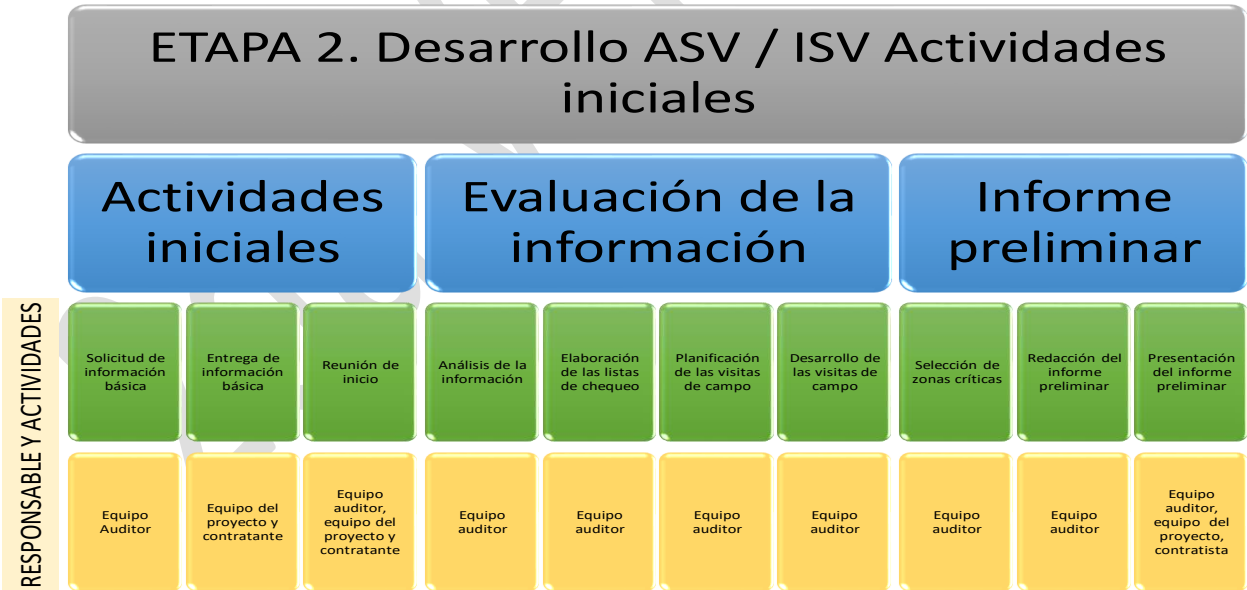 ETAPA 2. Desarrollo ASV / ISV Actividades
iniciales
Actividades
iniciales
Evaluación de la
información
Informe
preliminar
RESPONSABLE Y ACTIVIDADES
Solicitud de
información
básica
Entrega de
información
básica
Reunión de
inicio
Análisis de la
información
Elaboración
de las listas
de chequeo
Planificación
de las visitas
de campo
Desarrollo de
las visitas de
campo
Selección de
zonas críticas
Redacción del
informe
preliminar
Presentación
del informe
preliminar
Equipo
Auditor
Equipo del
proyecto y
contratante
Equipo
auditor,
equipo del
proyecto y
contratante
Equipo
auditor
Equipo
auditor
Equipo
auditor
Equipo
auditor
Equipo
auditor
Equipo
auditor
Equipo
auditor,
equipo del
proyecto,
contratista